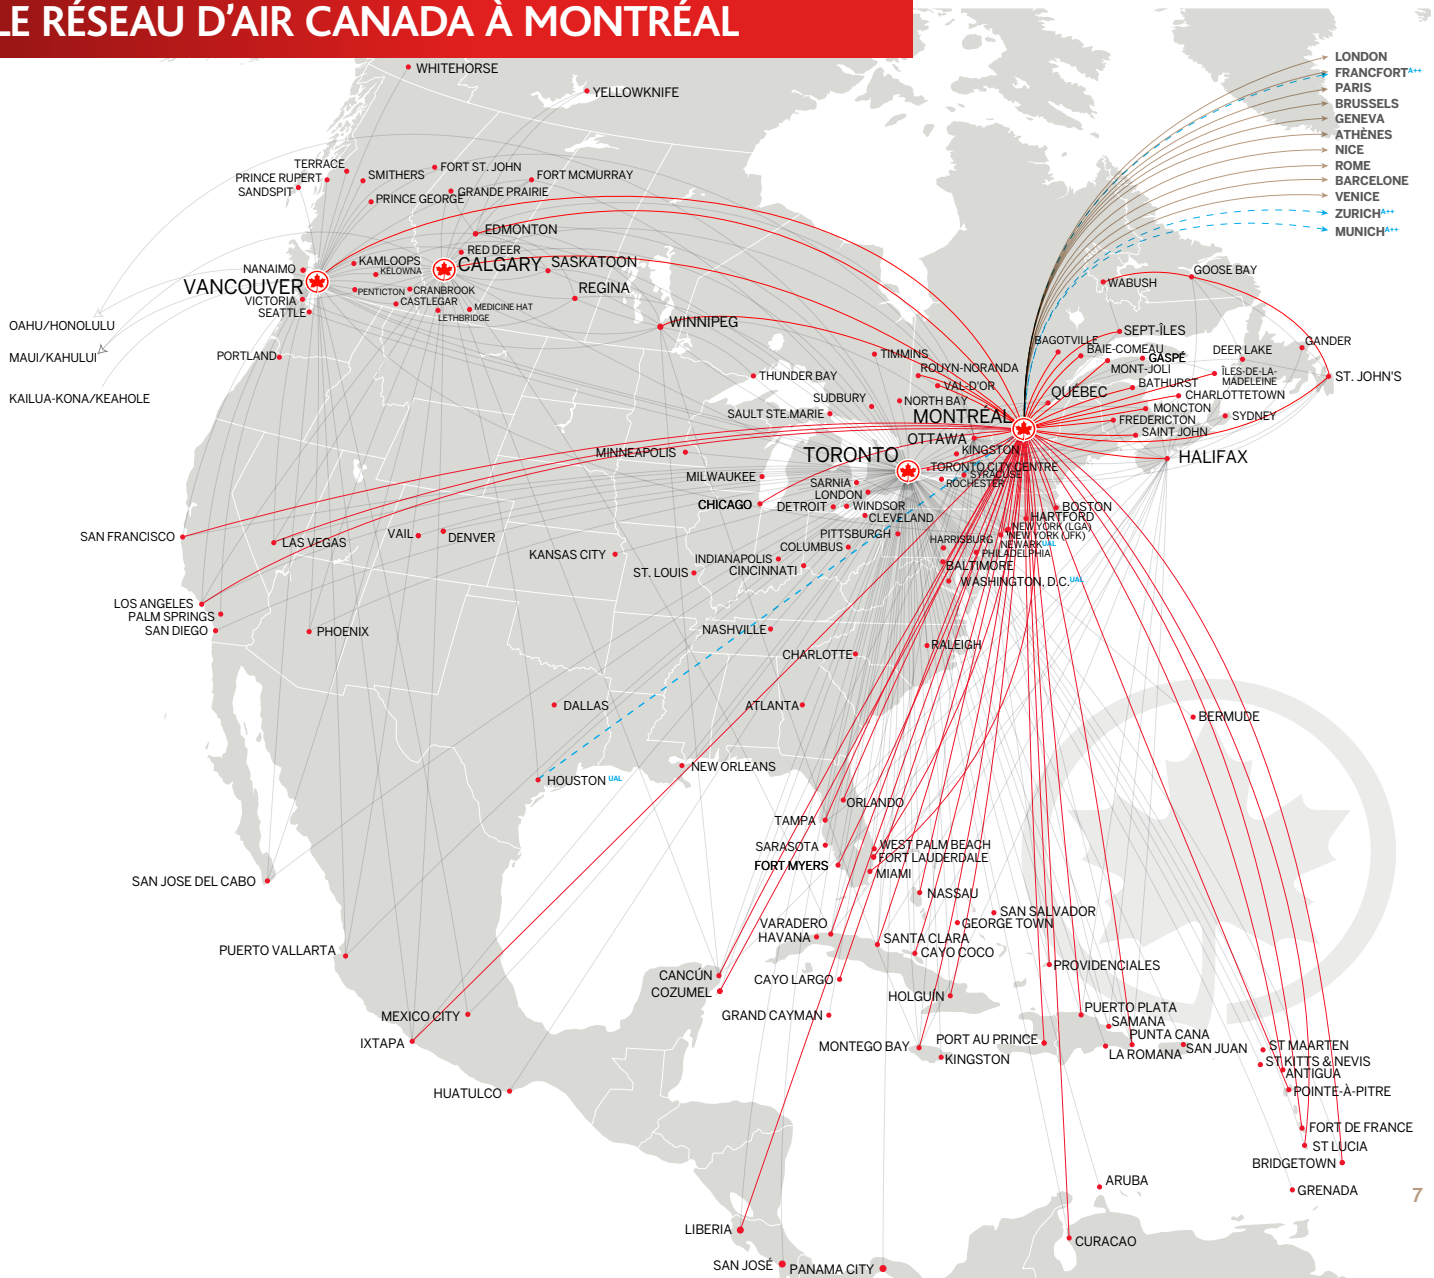 LE RÉSEAU D'AIR CANADA À MONTRÉAL
LONDON
FRANCFORT A++
PARIS
BRUSSELS
GENEVA
ATHÈNES
NICE
ROME
BARCELONE
VENICE
ZURICH A++
MUNICH A++
WHITEHORSE
YELLOWKNIFE
TERRACE
PRINCE RUPERT
SANDSPIT
SMITHERS
FORT ST. JOHN
FORT MCMURRAY
GRANDE PRAIRIE
PRINCE GEORGE
EDMONTON
RED DEER
KAMLOOPS
KELOWNA
CALGARY
SASKATOON
NANAIMO
VANCOUVER
VICTORIA
SEATTLE
PENTICTON
CRANBROOK
CASTLEGAR
MEDICINE HAT
LETHBRIDGE
REGINA
WINNIPEG
OAHU/HONOLULU
MAUI/KAHULUI
KAILUA-KONA/KEAHOLE
PORTLAND
GOOSE BAY
WABUSH
SEPT-ÎLES
BAGOTVILLE
BAIE-COMEAU
GASPÉ
MONT-JOLI
DEER LAKE
GANDER
ÎLES-DE-LA-
MADELEINE
BATHURST
CHARLOTTETOWN
ST. JOHN'S
QUÉBEC
MONCTON
FREDERICTON
SYDNEY
SAINT JOHN
HALIFAX
TIMMINS
ROUYN-NORANDA
VAL-D'OR
THUNDER BAY
SUDBURY
NORTH BAY
SAULT STE.MARIE
MONTRÉAL
OTTAWA
KINGSTON
TORONTO
TORONTO CITY CENTRE
SYRACUSE
ROCHESTER
MINNEAPOLIS
MILWAUKEE
SARNIA
LONDON
CHICAGO
DETROIT
WINDSOR
CLEVELAND
BOSTON
HARTFORD
NEW YORK (LGA)
NEW YORK (JFK)
NEWARK UAL
PITTSBURGH
HARRISBURG
PHILADELPHIA
COLUMBUS
BALTIMORE
INDIANAPOLIS
CINCINNATI
WASHINGTON, D.C. UAL
SAN FRANCISCO
LAS VEGAS
VAIL
DENVER
KANSAS CITY
ST. LOUIS
LOS ANGELES
PALM SPRINGS
SAN DIEGO
PHOENIX
NASHVILLE
CHARLOTTE
RALEIGH
DALLAS
ATLANTA
BERMUDE
HOUSTON UAL
NEW ORLEANS
ORLANDO
TAMPA
SARASOTA
WEST PALM BEACH
FORT LAUDERDALE
FORT MYERS
MIAMI
SAN JOSE DEL CABO
NASSAU
SAN SALVADOR
GEORGE TOWN
VARADERO
HAVANA
SANTA CLARA
CAYO COCO
PUERTO VALLARTA
PROVIDENCIALES
CANCÚN
COZUMEL
CAYO LARGO
HOLGUÍN
MEXICO CITY
GRAND CAYMAN
PUERTO PLATA
SAMANA
PUNTA CANA
IXTAPA
MONTEGO BAY
PORT AU PRINCE
KINGSTON
LA ROMANA
SAN JUAN
ST MAARTEN
ST KITTS & NEVIS
ANTIGUA
POINTE-À-PITRE
HUATULCO
FORT DE FRANCE
ST LUCIA
BRIDGETOWN
GRENADA
ARUBA
LIBERIA
CURACAO
SAN JOSÉ
PANAMA CITY
7